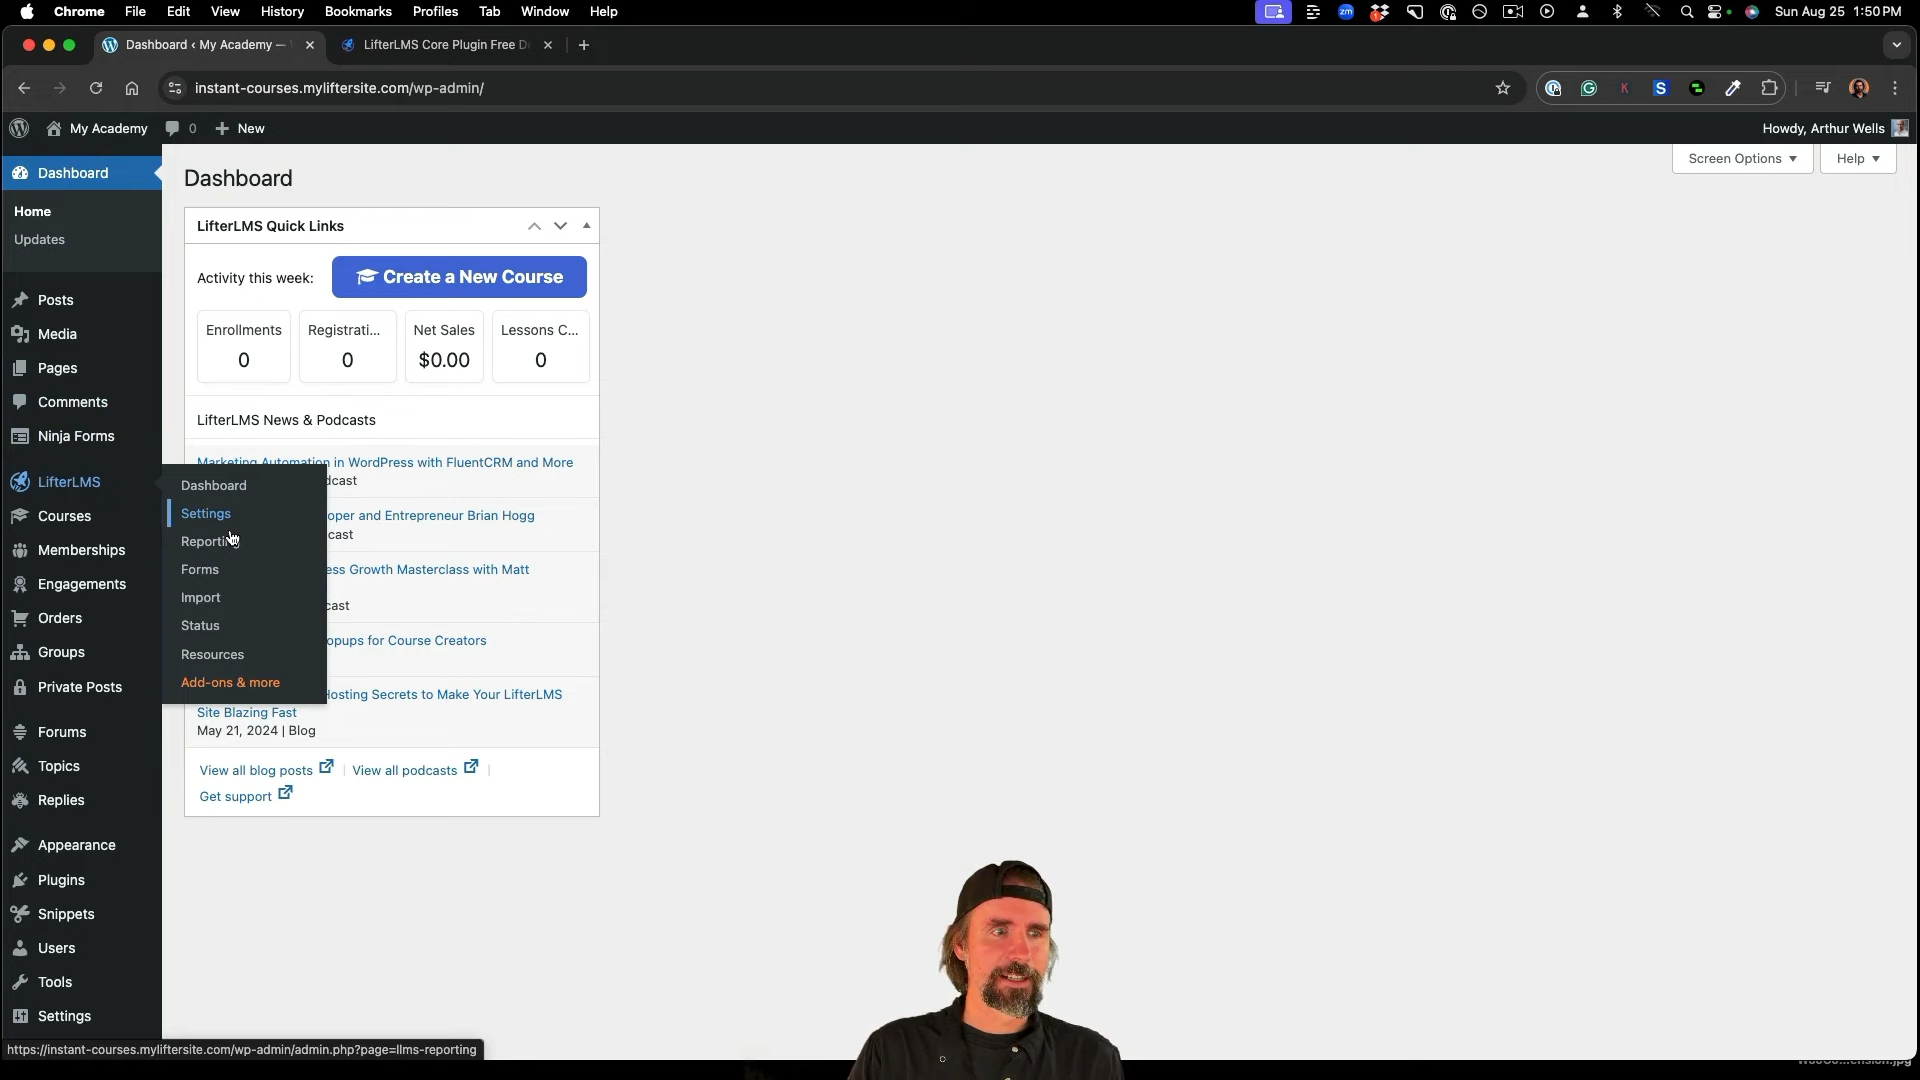 Chrome File Edit View History Bookmarks Profiles Tab Window Help
zm
1
Sun Aug 25 1:50 PM
Dashboard ‹ My Academy —
LifterLMS Core Plugin Free D
instant-courses.myliftersite.com/wp-admin/
K
S
My Academy 0 New
Howdy, Arthur Wells
Dashboard
Home
Updates
Posts
Media
Pages
Comments
Ninja Forms
LifterLMS
Courses
Memberships
Engagements
Orders
Groups
Private Posts
Forums
Topics
Replies
Appearance
Plugins
Snippets
Users
Tools
Settings
Dashboard
Settings
Reporting
Forms
Import
Status
Resources
Add-ons & more
Screen Options
Help
Dashboard
LifterLMS Quick Links
Activity this week:
Create a New Course
Enrollments
0
Registrati...
0
Net Sales
$0.00
Lessons C...
0
LifterLMS News & Podcasts
Marketing Automation in WordPress with FluentCRM and More
dcast
oper and Entrepreneur Brian Hogg
cast
ess Growth Masterclass with Matt
cast
opups for Course Creators
Hosting Secrets to Make Your LifterLMS
Site Blazing Fast
May 21, 2024 | Blog
View all blog posts | View all podcasts |
Get support
https://instant-courses.myliftersite.com/wp-admin/admin.php?page=llms-reporting